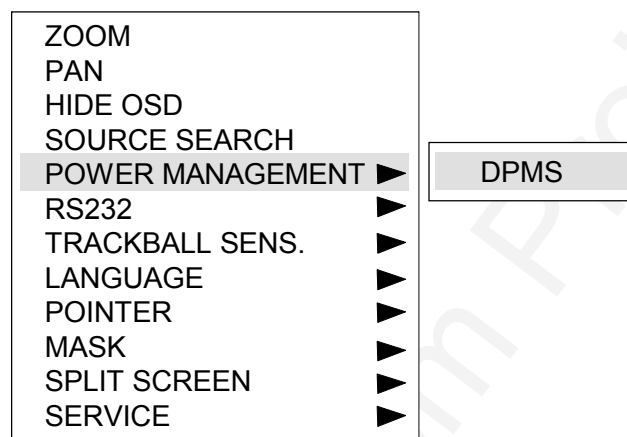 ZOOM
PAN
HIDE OSD
SOURCE SEARCH
POWER MANAGEMENT ▶ DPMS
RS232 ▶
TRACKBALL SENS. ▶
LANGUAGE ▶
POINTER ▶
MASK ▶
SPLIT SCREEN ▶
SERVICE ▶